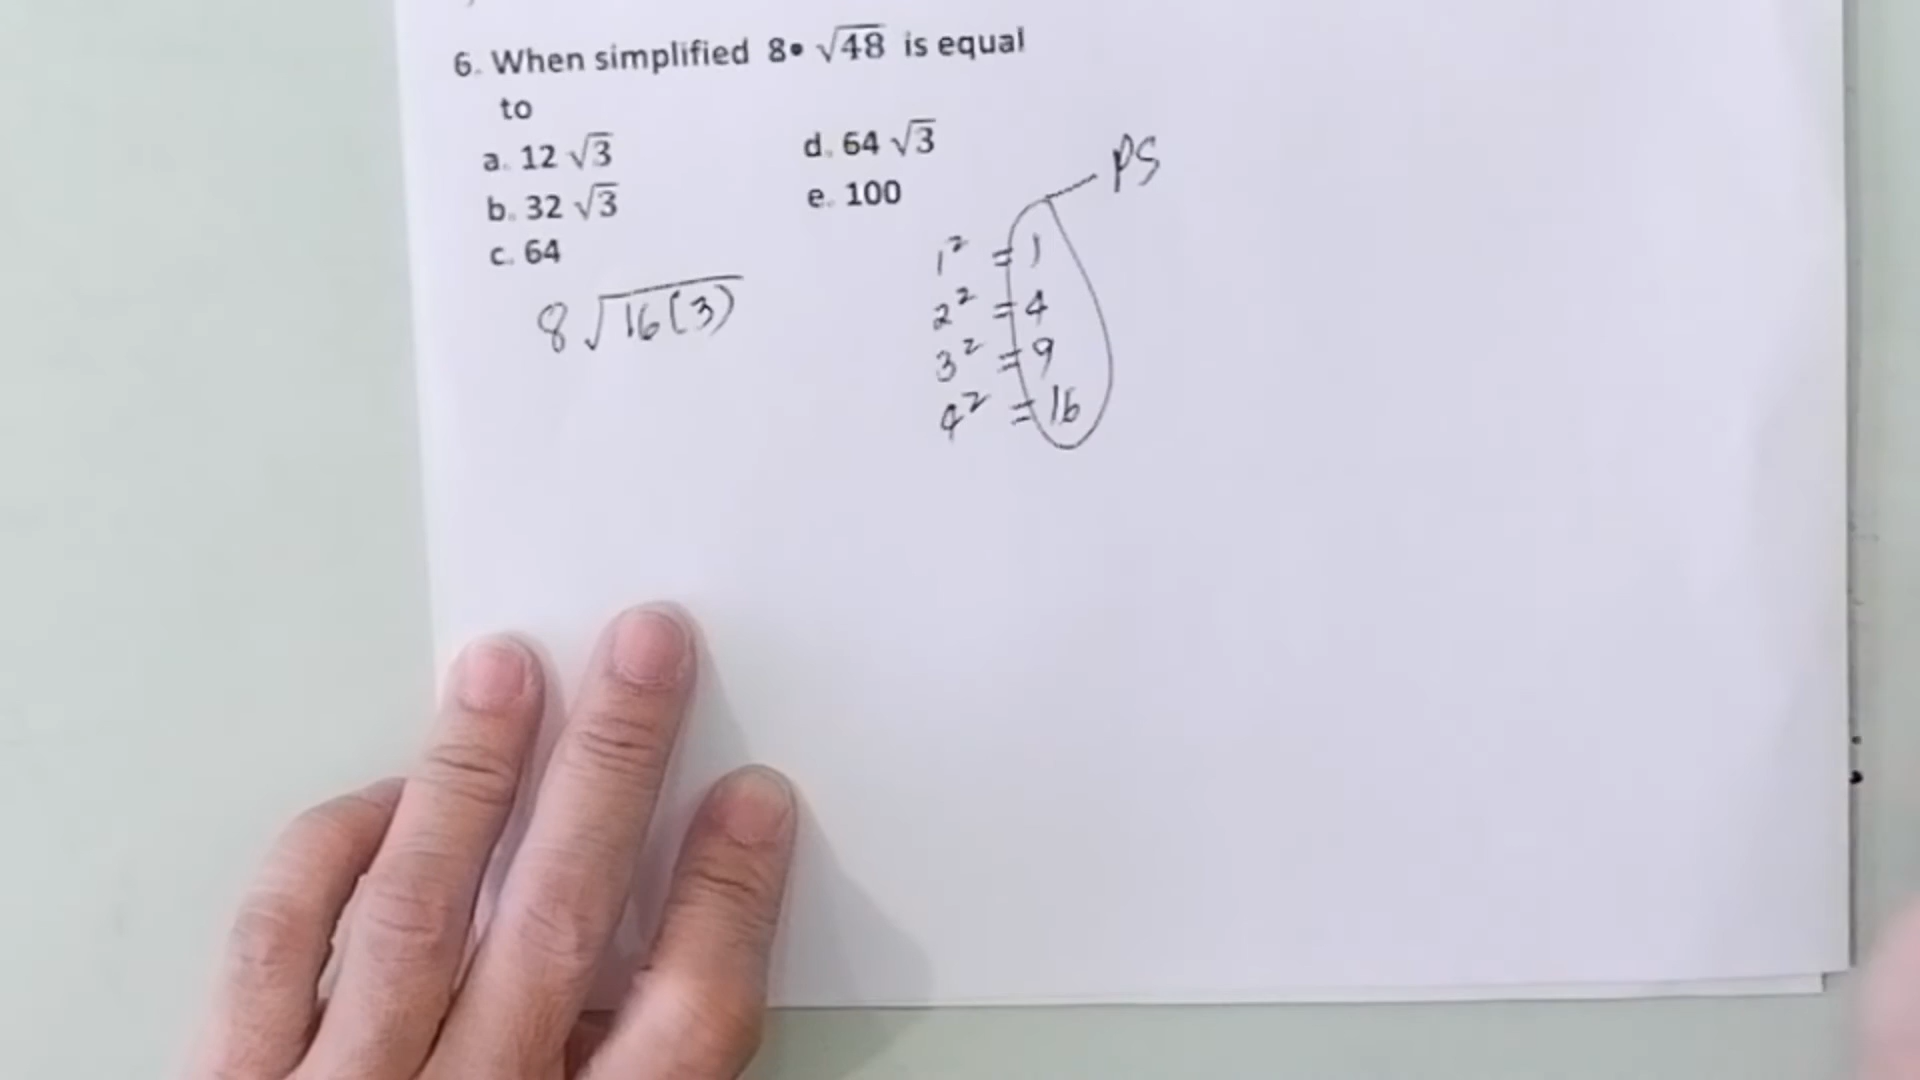 6. When simplified 8• √48 is equal
to
a. 12 √3
b. 32 √3
c. 64
d. 64 √3
e. 100
8√16(3)
PS
1² = 1
2² = 4
3² = 9
4² = 16